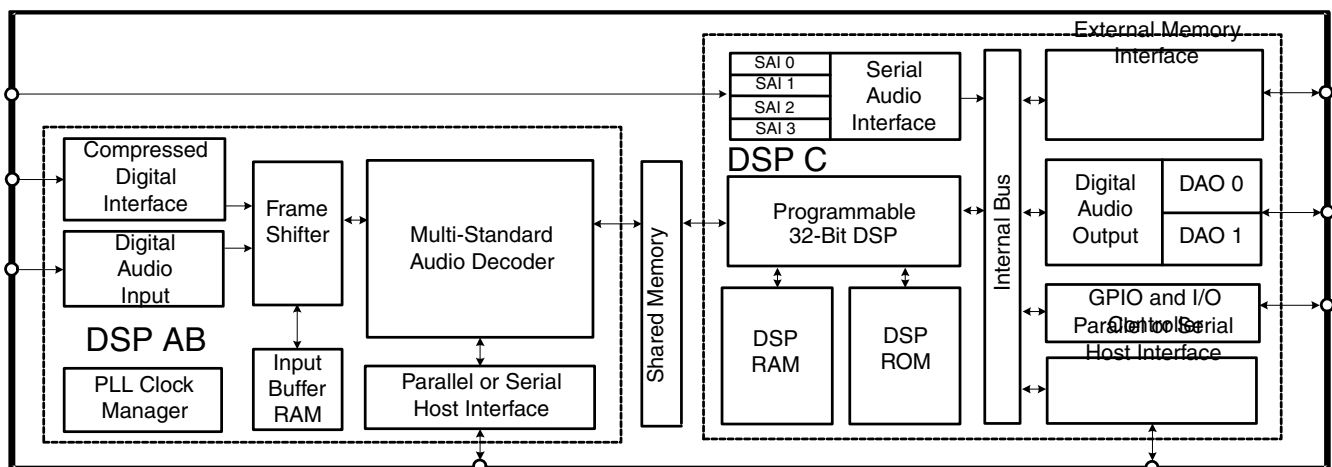 SAI 0
SAI 1
SAI 2
SAI 3
Serial
Audio
Interface
External Memory
Interface
Compressed
Digital
Interface
Digital
Audio
Input
DSP AB
PLL Clock
Manager
Frame
Shifter
Input
Buffer
RAM
Multi-Standard
Audio Decoder
Parallel or Serial
Host Interface
Shared Memory
DSP C
Programmable
32-Bit DSP
DSP
RAM
DSP
ROM
Internal Bus
Digital
Audio
Output
DAO 0
DAO 1
GPIO and I/O
Controller
Parallel or Serial
Host Interface